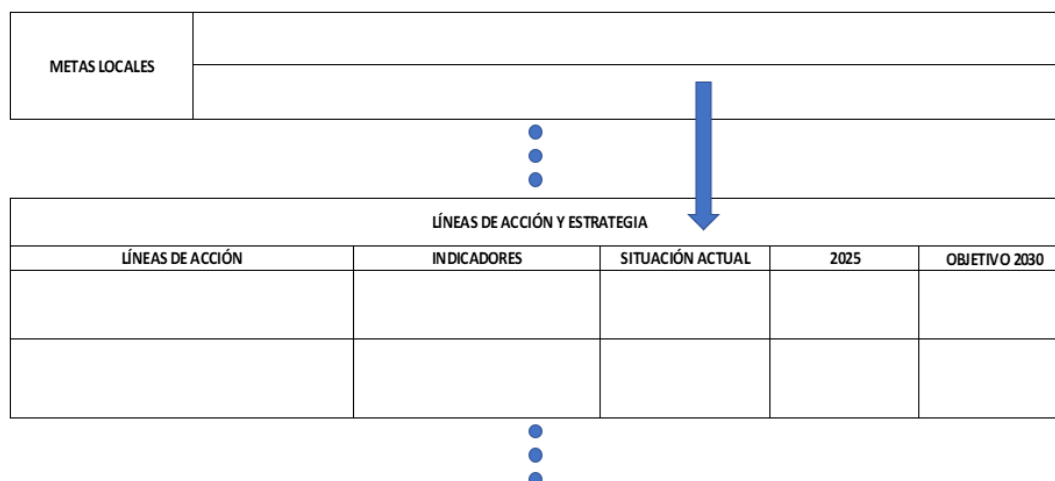 METAS LOCALES
LÍNEAS DE ACCIÓN Y ESTRATEGIA
LÍNEAS DE ACCIÓN
INDICADORES
SITUACIÓN ACTUAL
2025
OBJETIVO 2030